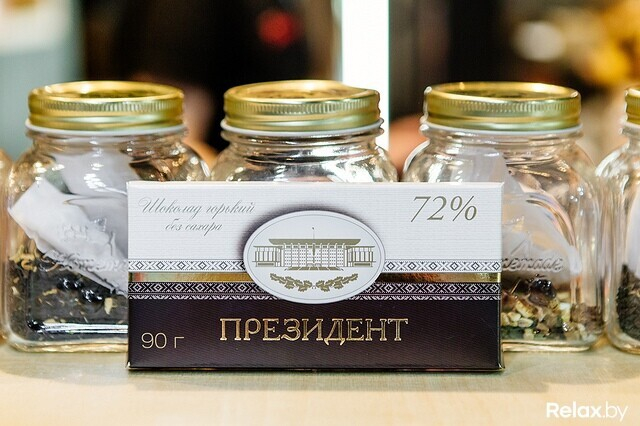 Шоколад горький
без сахара
72%
ПРЕЗИДЕНТ
90 г
Relax.by